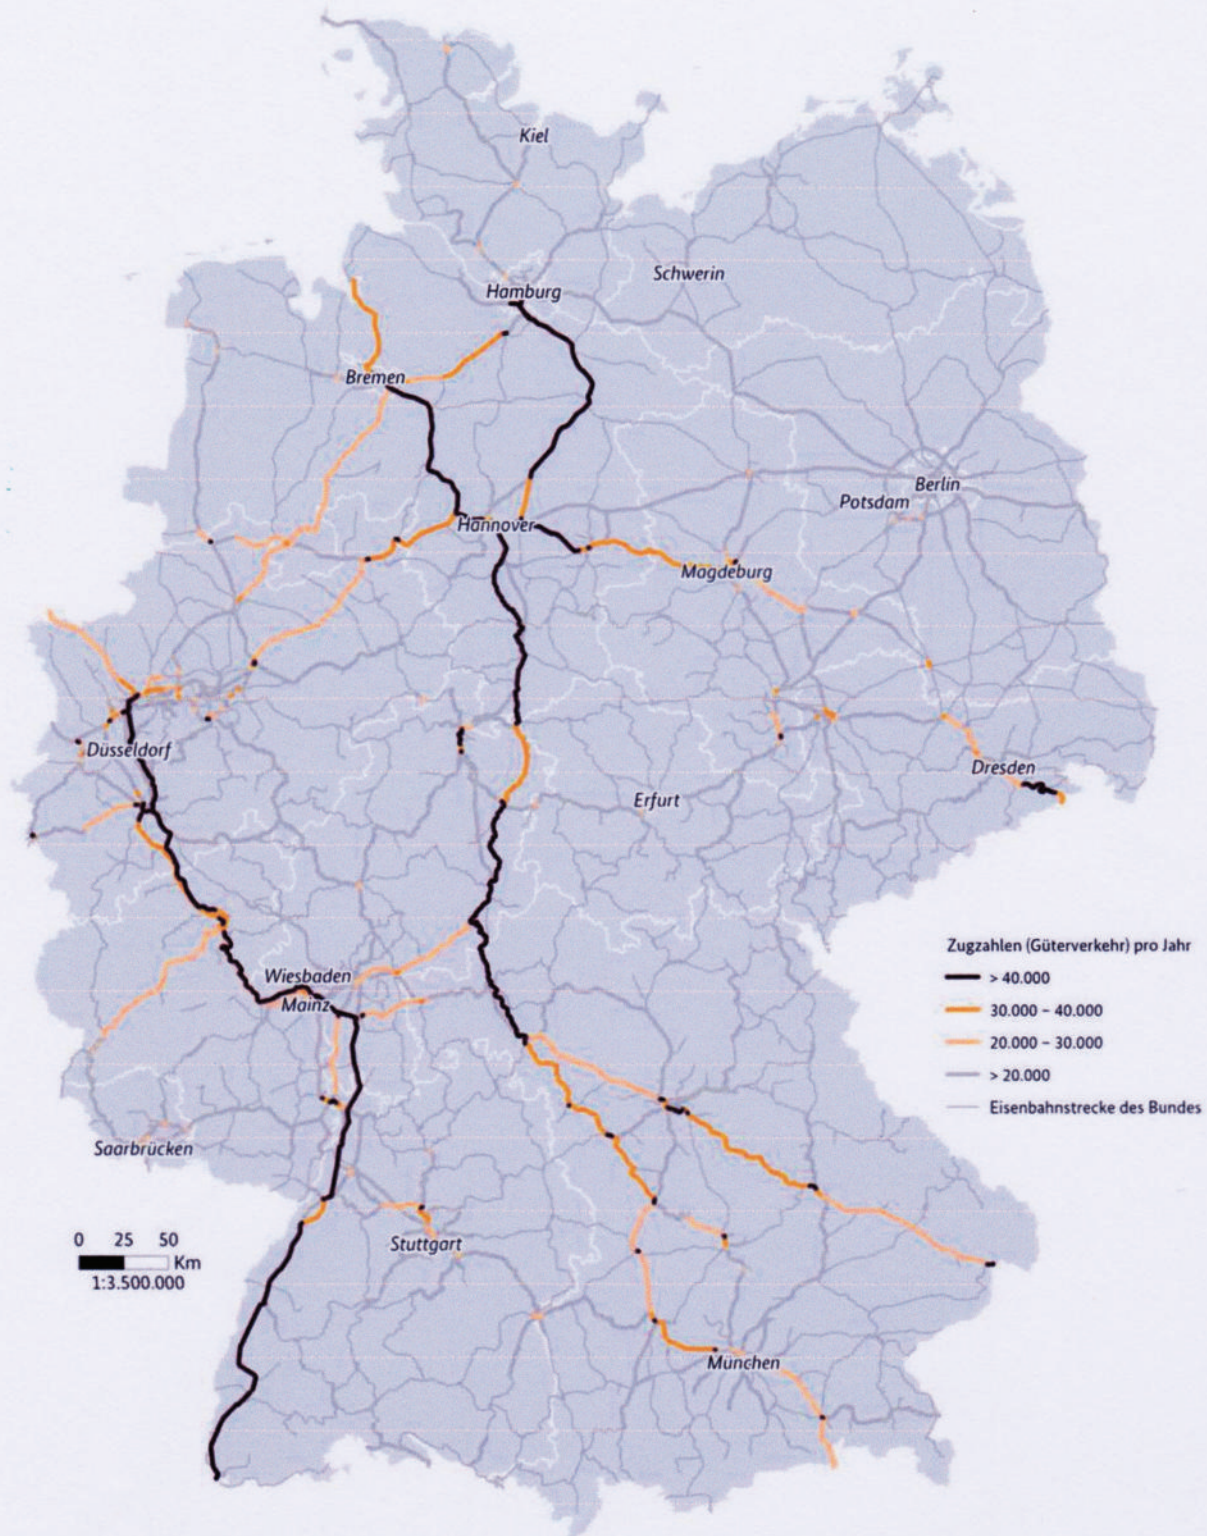 Kiel
Schwerin
Hamburg
Bremen
Berlin
Potsdam
Hannover
Magdeburg
Düsseldorf
Dresden
Erfurt
Zugzahlen (Güterverkehr) pro Jahr
> 40.000
30.000 – 40.000
20.000 – 30.000
> 20.000
Eisenbahnstrecke des Bundes
Wiesbaden
Mainz
Saarbrücken
0 25 50
Km
1:3.500.000
Stuttgart
München